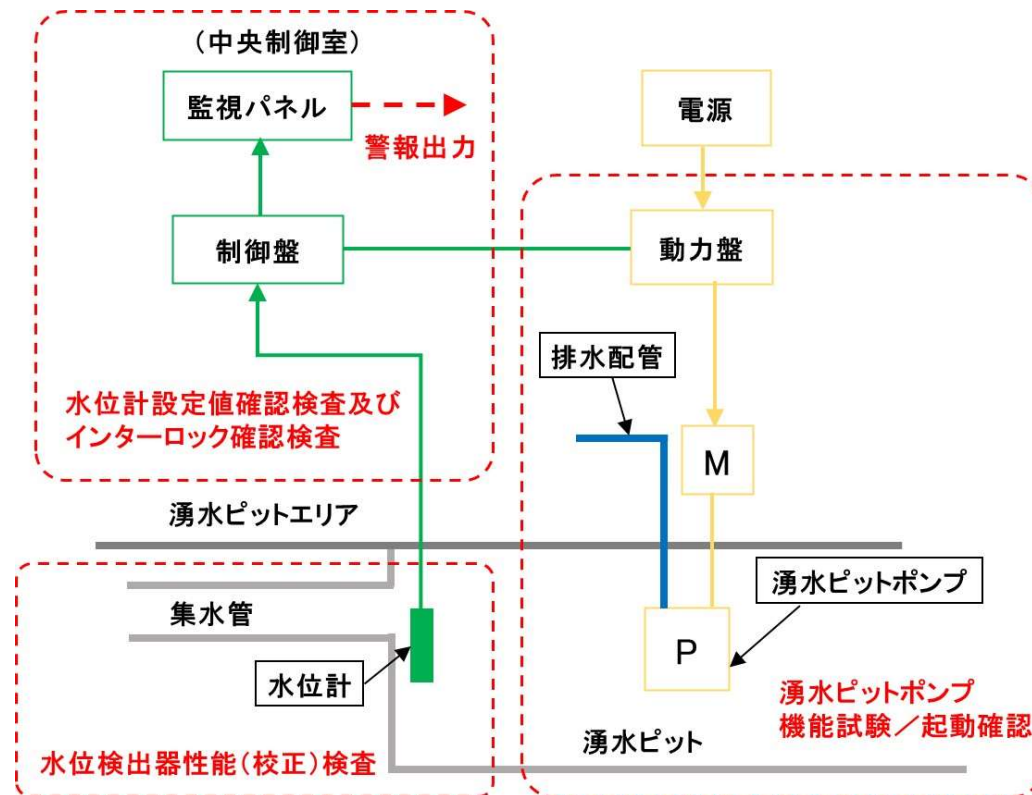 （中央制御室）
監視パネル
警報出力
電源
制御盤
動力盤
排水配管
水位計設定値確認検査及び
インターロック確認検査
M
湧水ピットエリア
集水管
湧水ピットポンプ
P
水位計
湧水ピットポンプ
機能試験／起動確認
湧水ピット
水位検出器性能（校正）検査